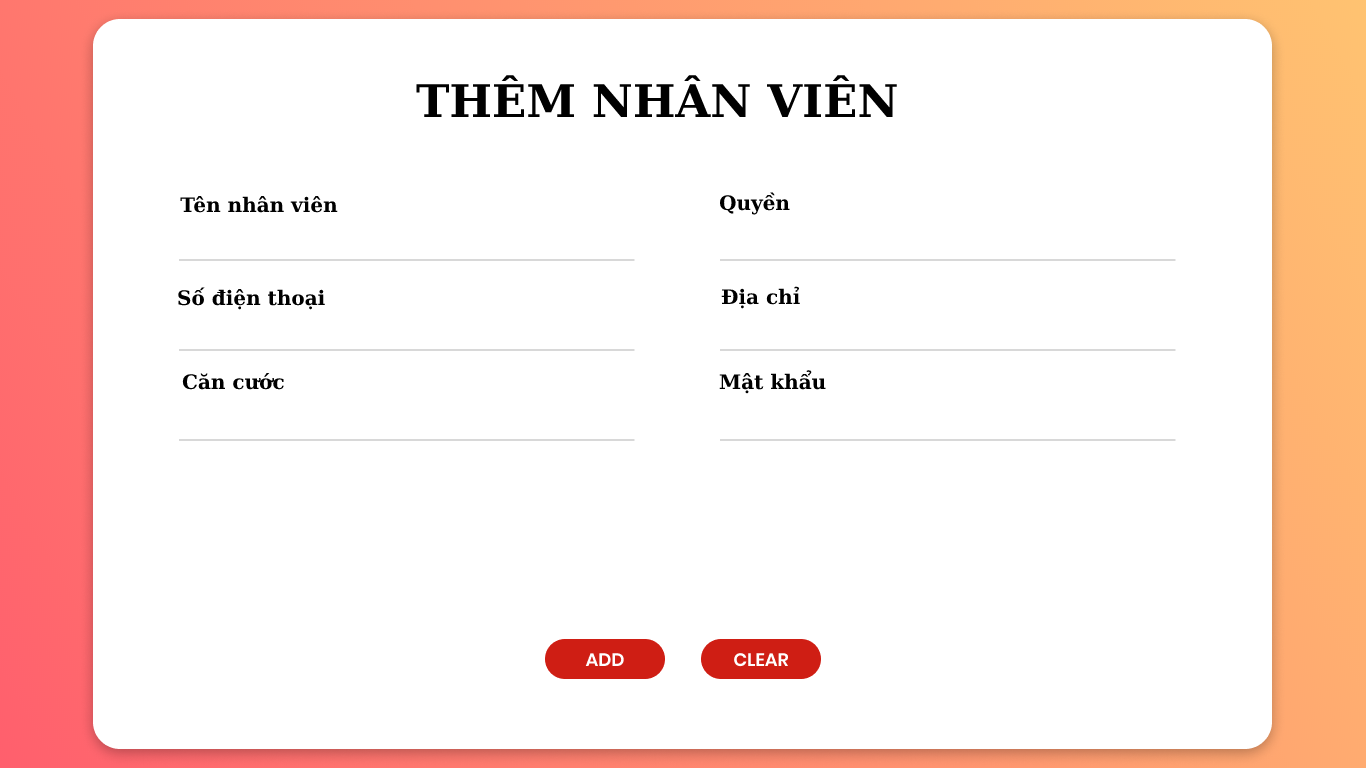 THÊM NHÂN VIÊN
Tên nhân viên
Quyền
Số điện thoại
Địa chỉ
Căn cước
Mật khẩu
ADD
CLEAR